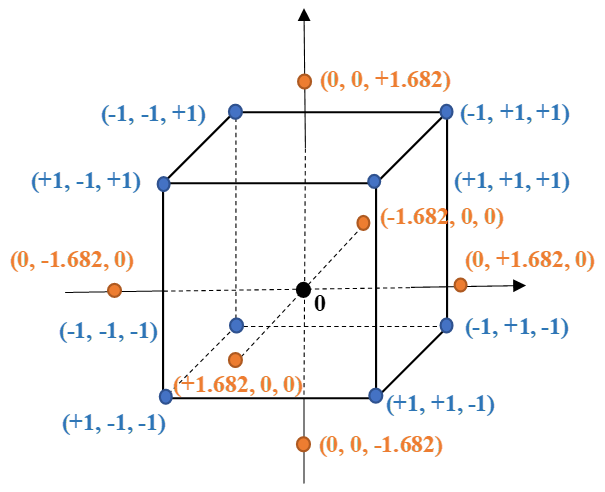 (0, 0, +1.682)
(-1, -1, +1)
(-1, +1, +1)
(+1, -1, +1)
(+1, +1, +1)
(-1.682, 0, 0)
(0, -1.682, 0)
(0, +1.682, 0)
0
(-1, -1, -1)
(-1, +1, -1)
(+1.682, 0, 0)
(+1, +1, -1)
(+1, -1, -1)
(0, 0, -1.682)